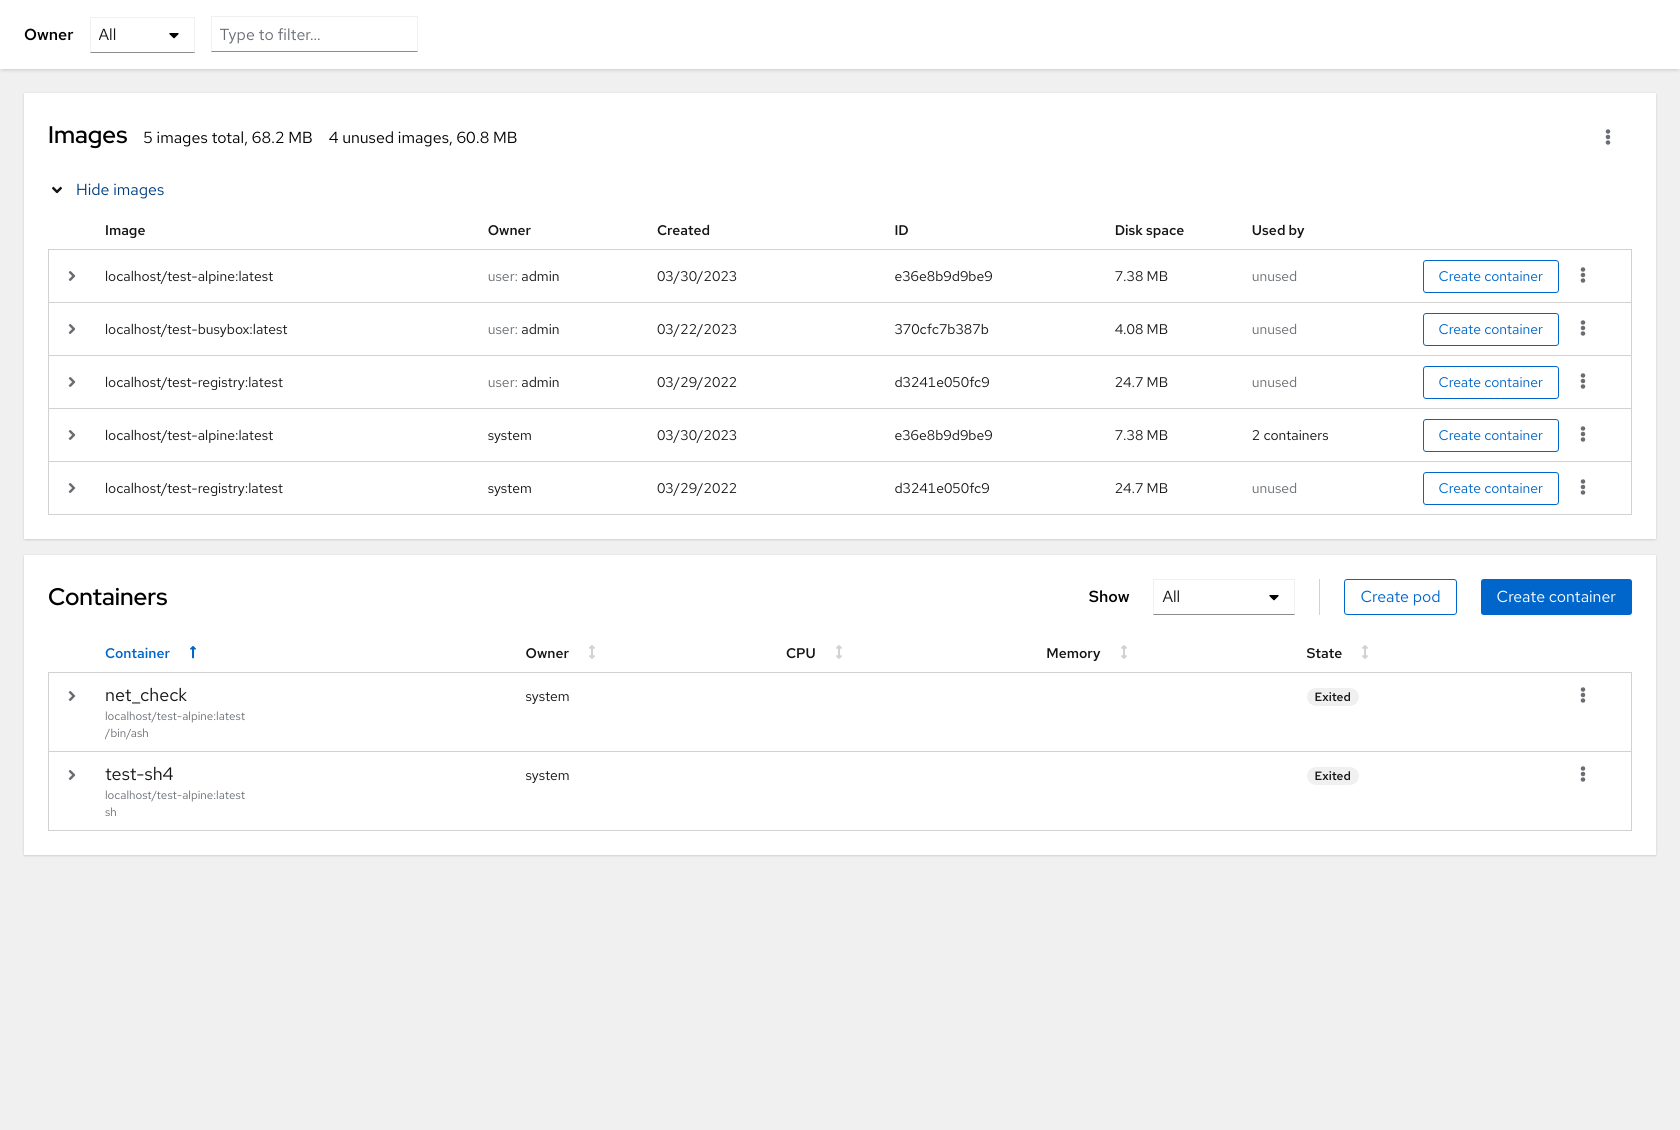 Owner All Type to filter...
Images 5 images total, 68.2 MB 4 unused images, 60.8 MB
Hide images
Image Owner Created ID Disk space Used by
localhost/test-alpine:latest user: admin 03/30/2023 e36e8b9d9be9 7.38 MB unused Create container
localhost/test-busybox:latest user: admin 03/22/2023 370cfc7b387b 4.08 MB unused Create container
localhost/test-registry:latest user: admin 03/29/2022 d3241e050fc9 24.7 MB unused Create container
localhost/test-alpine:latest system 03/30/2023 e36e8b9d9be9 7.38 MB 2 containers Create container
localhost/test-registry:latest system 03/29/2022 d3241e050fc9 24.7 MB unused Create container
Containers Show All Create pod Create container
Container Owner CPU Memory State
net_check system Exited
localhost/test-alpine:latest
/bin/ash
test-sh4 system Exited
localhost/test-alpine:latest
sh